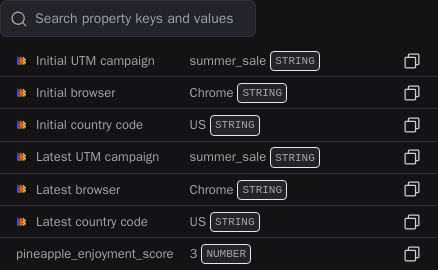 Search property keys and values
Initial UTM campaign summer_sale STRING
Initial browser Chrome STRING
Initial country code US STRING
Latest UTM campaign summer_sale STRING
Latest browser Chrome STRING
Latest country code US STRING
pineapple_enjoyment_score 3 NUMBER